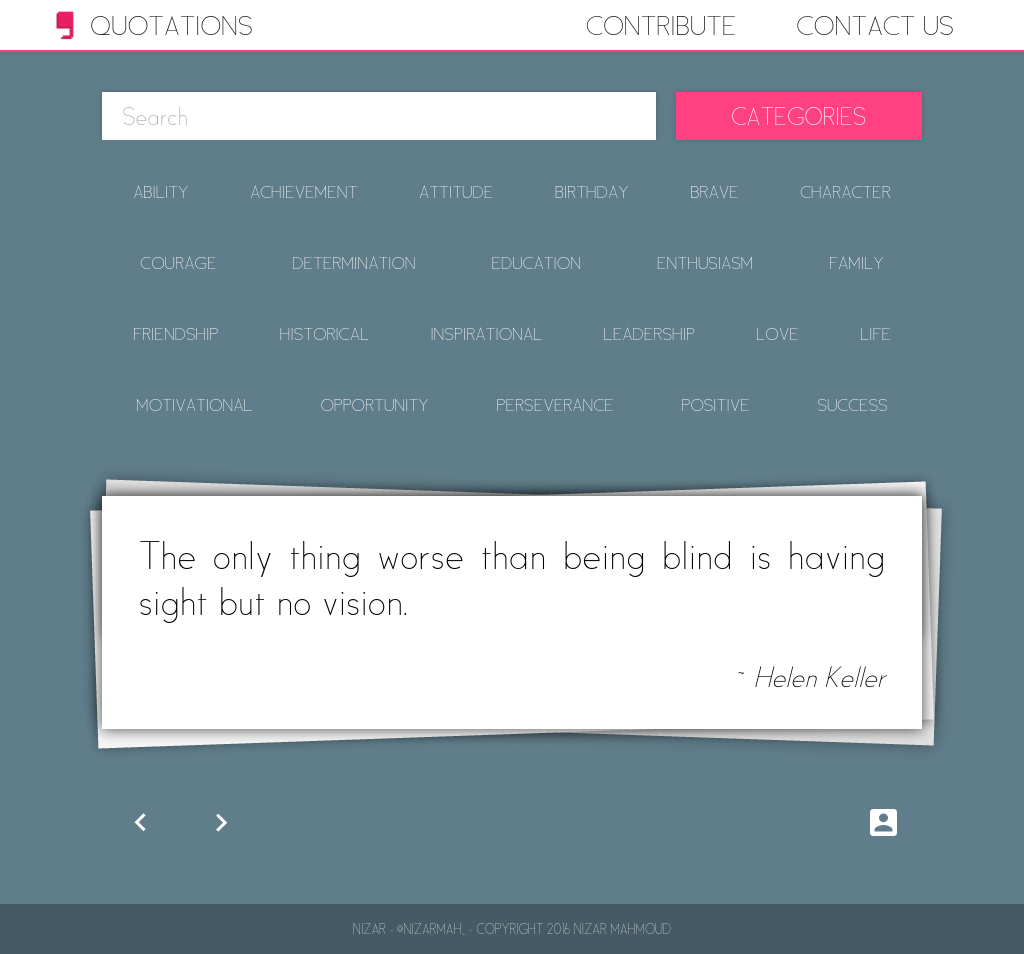 QUOTATIONS CONTRIBUTE CONTACT US
Search CATEGORIES
ABILITY ACHIEVEMENT ATTITUDE BIRTHDAY BRAVE CHARACTER
COURAGE DETERMINATION EDUCATION ENTHUSIASM FAMILY
FRIENDSHIP HISTORICAL INSPIRATIONAL LEADERSHIP LOVE LIFE
MOTIVATIONAL OPPORTUNITY PERSEVERANCE POSITIVE SUCCESS
The only thing worse than being blind is having
sight but no vision.
~ Helen Keller
NIZAR - @NIZARMAH_ - COPYRIGHT 2016 NIZAR MAHMOUD